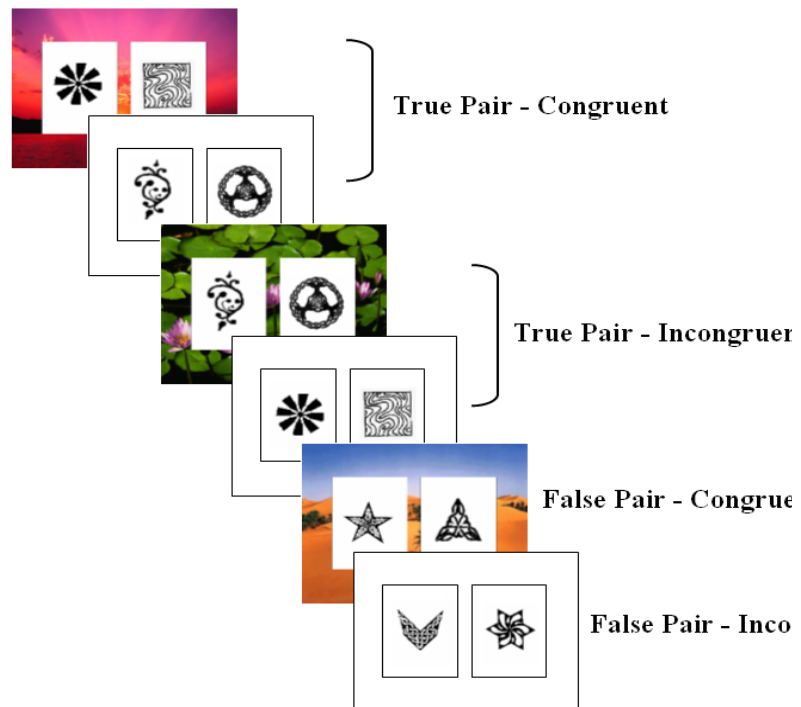 True Pair - Congruent
True Pair - Incongruen
False Pair - Congrue
False Pair - Inco